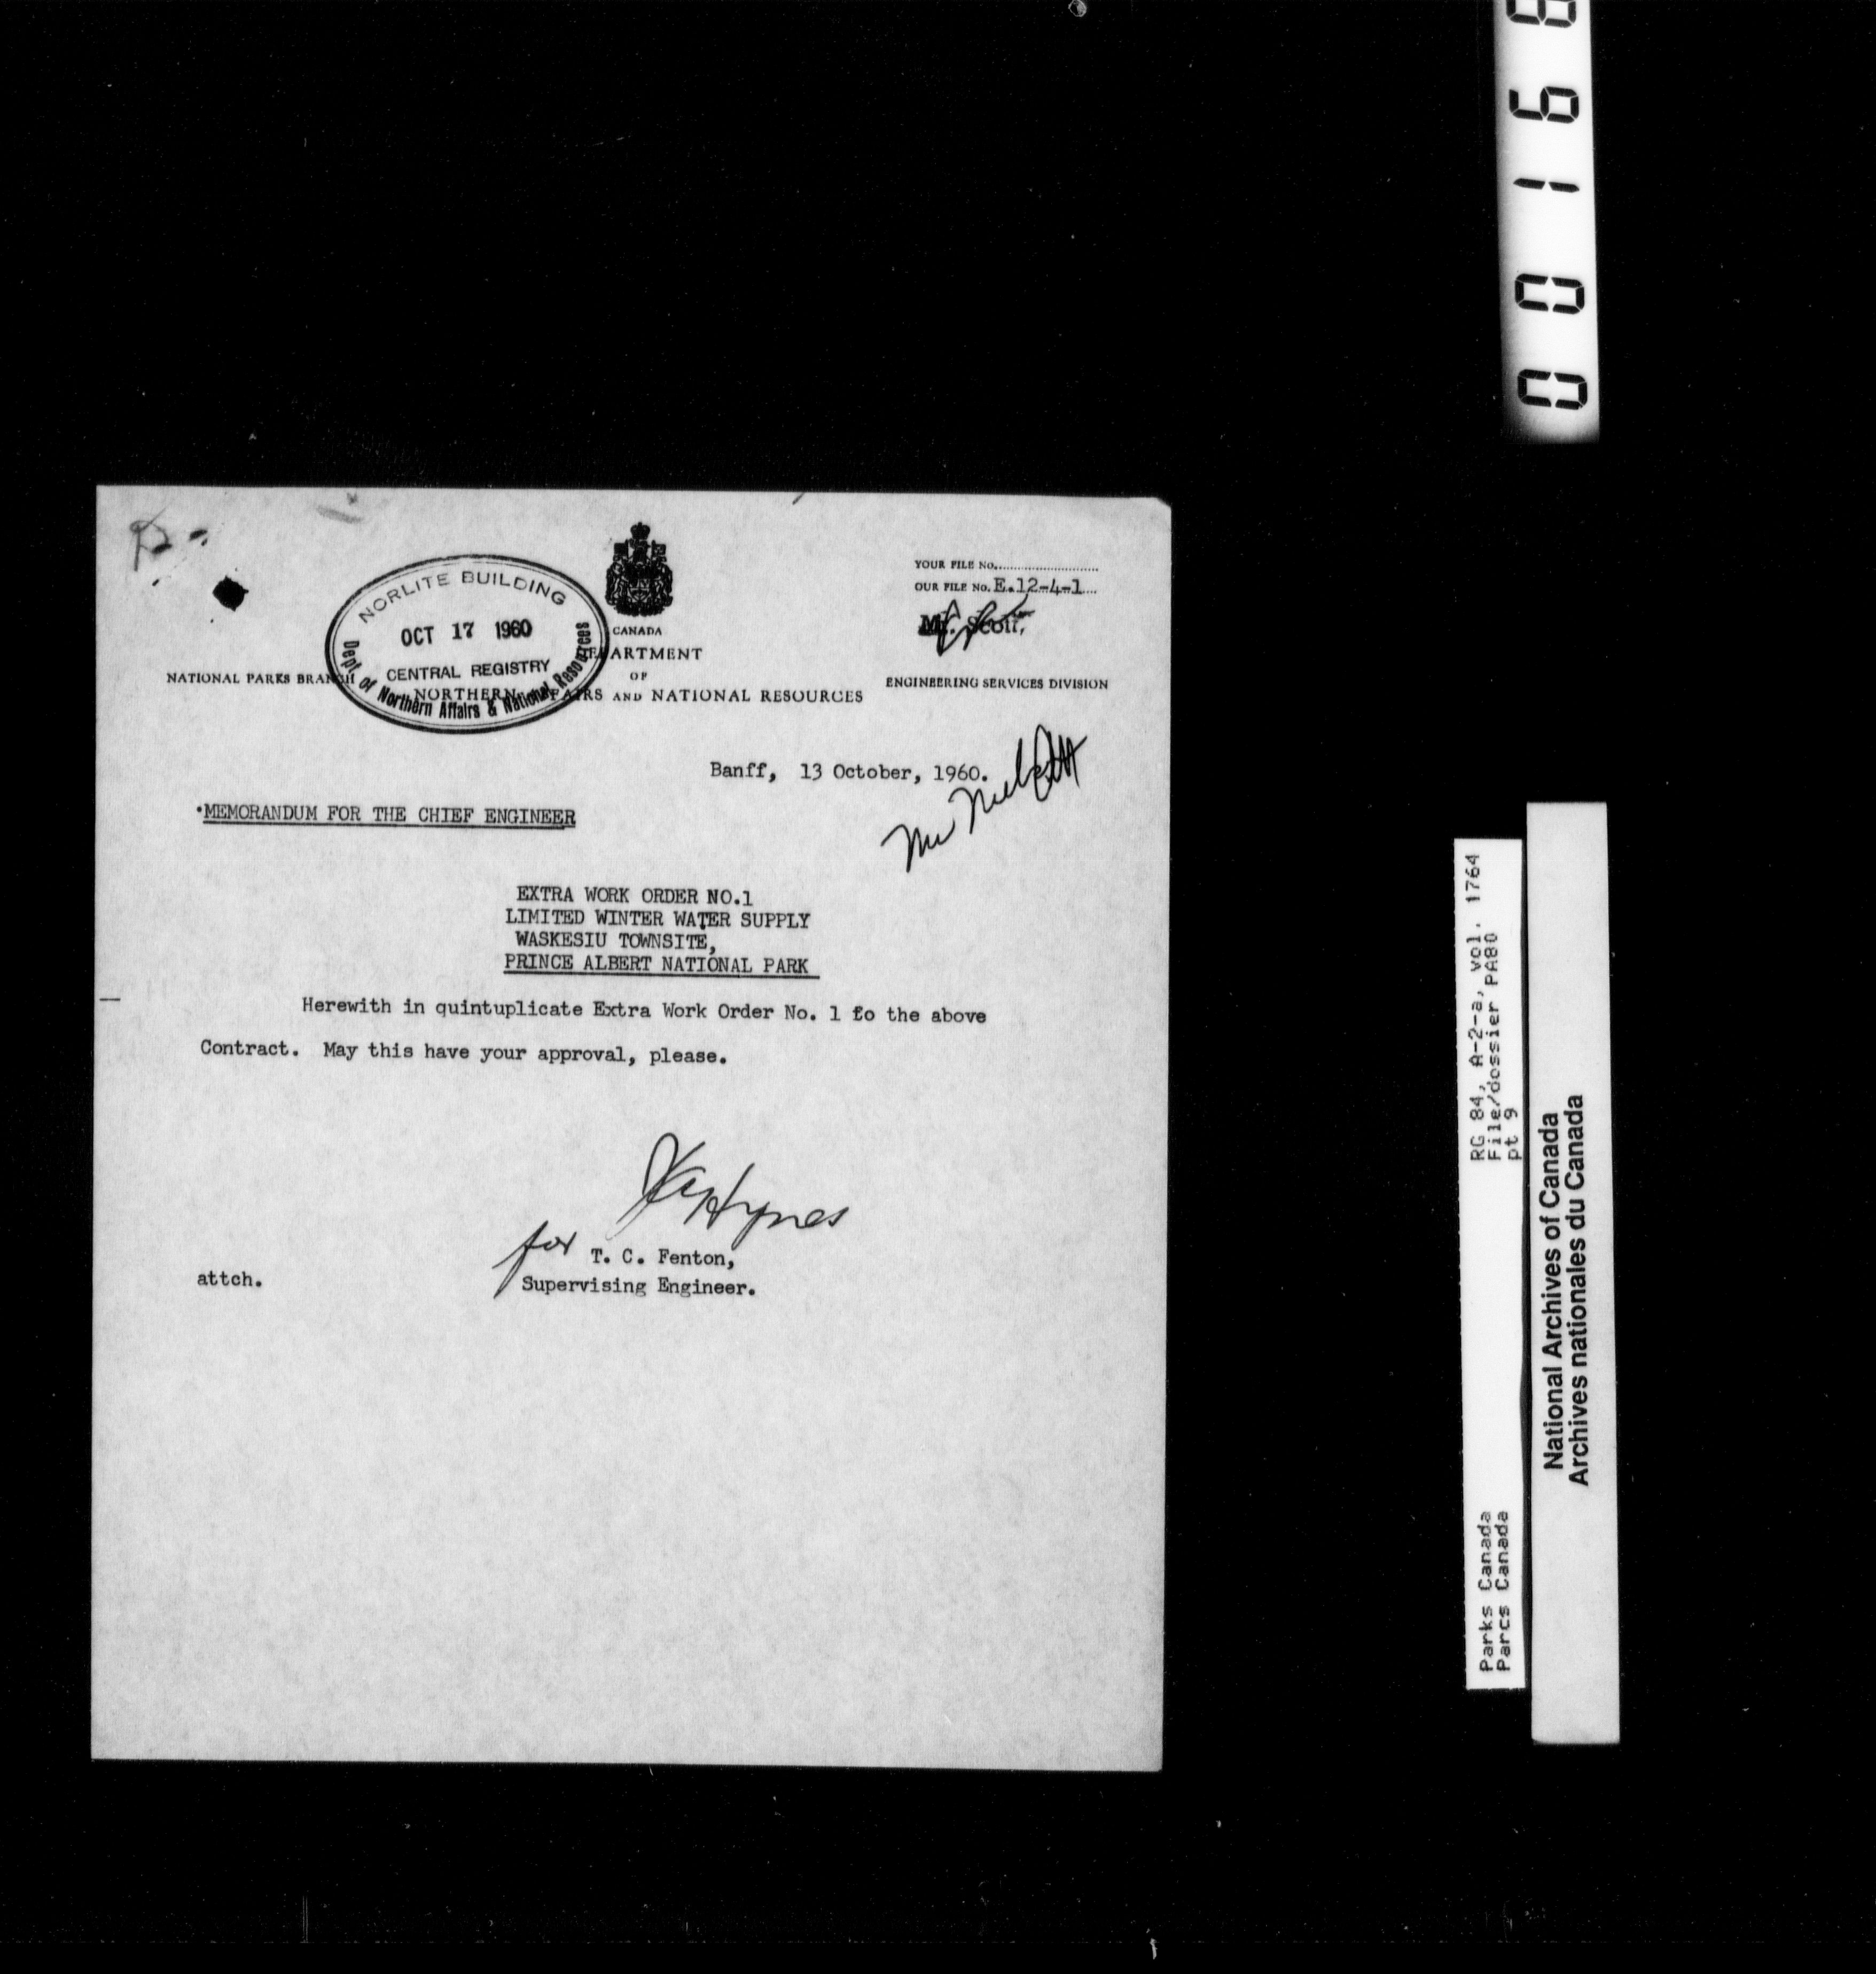 YOUR FILE No.
OUR FILE No. E.12-4-1
Mr. Scott,
NORLITE BUILDING
OCT 17 1960
CENTRAL REGISTRY
Dept. of Northern Affairs & National Resources
CANADA
DEPARTMENT
OF
NATIONAL PARKS BRANCH
NORTHERN AFFAIRS AND NATIONAL RESOURCES
ENGINEERING SERVICES DIVISION
Banff, 13 October, 1960.
Mr
MEMORANDUM FOR THE CHIEF ENGINEER
EXTRA WORK ORDER NO.1
LIMITED WINTER WATER SUPPLY
WASKESIU TOWNSITE,
PRINCE ALBERT NATIONAL PARK
Herewith in quintuplicate Extra Work Order No. 1 fo the above
Contract. May this have your approval, please.
Hynes
for T. C. Fenton,
Supervising Engineer.
attch.
0016
RG 84, A-2-a, vol. 1764
File/dossier PA80
pt 9
Parks Canada
Parcs Canada
National Archives of Canada
Archives nationales du Canada